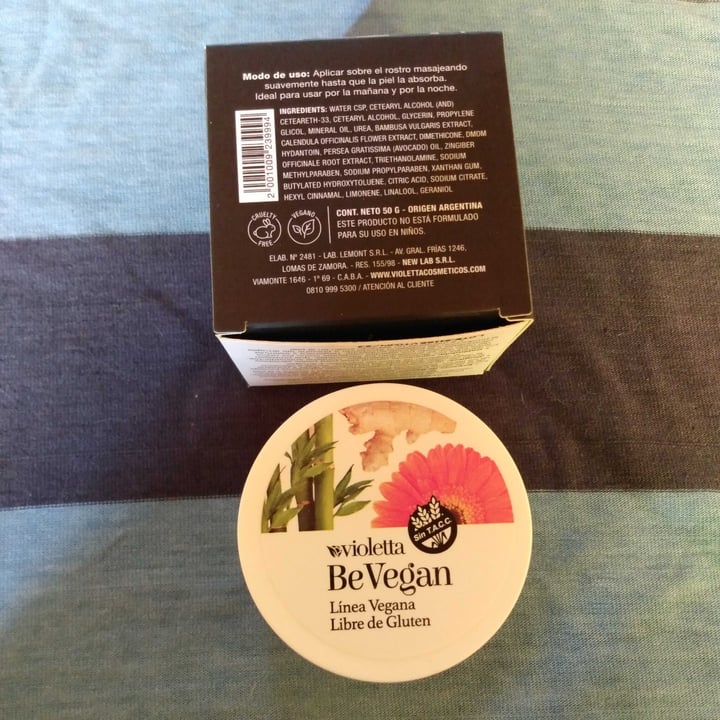 Modo de uso: Aplicar sobre el rostro masajeando
suavemente hasta que la piel la absorba.
Ideal para usar por la mañana y por la noche.
INGREDIENTS: WATER CSP, CETEARYL ALCOHOL (AND)
CETEARETH-33, CETEARYL ALCOHOL, GLYCERIN, PROPYLENE
GLICOL, MINERAL OIL, UREA, BAMBUSA VULGARIS EXTRACT,
CALENDULA OFFICINALIS FLOWER EXTRACT, DIMETHICONE, DMDM
HYDANTOIN, PERSEA GRATISSIMA (AVOCADO) OIL, ZINGIBER
OFFICINALE ROOT EXTRACT, TRIETHANOLAMINE, SODIUM
METHYLPARABEN, SODIUM PROPYLPARABEN, XANTHAN GUM,
BUTYLATED HYDROXYTOLUENE, CITRIC ACID, SODIUM CITRATE,
HEXYL CINNAMAL, LIMONENE, LINALOOL, GERANIOL
2 001009 239994
CRUELTY
FREE
VEGANO
CONT. NETO 50 G - ORIGEN ARGENTINA
ESTE PRODUCTO NO ESTÁ FORMULADO
PARA SU USO EN NIÑOS.
ELAB. Nº 2481 - LAB. LEMONT S.R.L. - AV. GRAL. FRÍAS 1246.
LOMAS DE ZAMORA. - RES. 155/98 - NEW LAB S.R.L.
VIAMONTE 1646 - 1º 69 - C.A.B.A. - WWW.VIOLETTACOSMETICOS.COM
0810 999 5300 / ATENCIÓN AL CLIENTE
Sin T.A.C.C.
violetta
BeVegan
Línea Vegana
Libre de Gluten